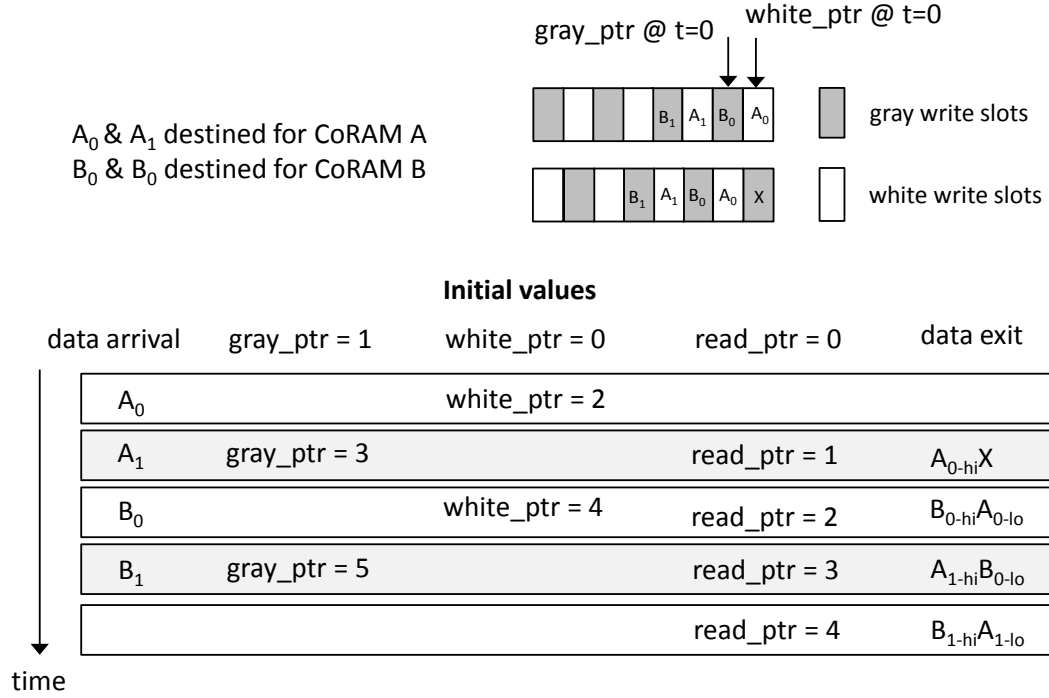 white_ptr @ t=0
gray_ptr @ t=0
B₁ A₁ B₀ A₀
gray write slots
A₀ & A₁ destined for CoRAM A
B₀ & B₀ destined for CoRAM B
B₁ A₁ B₀ A₀ X
white write slots
Initial values
data arrival gray_ptr = 1 white_ptr = 0 read_ptr = 0 data exit
A₀ white_ptr = 2
A₁ gray_ptr = 3 read_ptr = 1 A₀₋hiX
B₀ white_ptr = 4 read_ptr = 2 B₀₋hiA₀₋lo
B₁ gray_ptr = 5 read_ptr = 3 A₁₋hiB₀₋lo
read_ptr = 4 B₁₋hiA₁₋lo
time